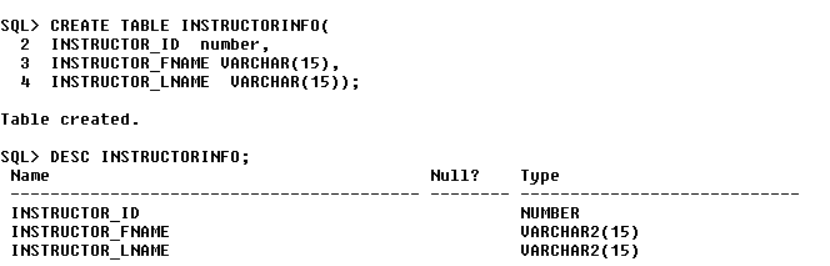 SQL> CREATE TABLE INSTRUCTORINFO(
  2  INSTRUCTOR_ID  number,
  3  INSTRUCTOR_FNAME VARCHAR(15),
  4  INSTRUCTOR_LNAME  VARCHAR(15));
Table created.
SQL> DESC INSTRUCTORINFO;
 Name                                      Null?    Type
 ----------------------------------------- -------- ----------------------------
 INSTRUCTOR_ID                                      NUMBER
 INSTRUCTOR_FNAME                                   VARCHAR2(15)
 INSTRUCTOR_LNAME                                   VARCHAR2(15)